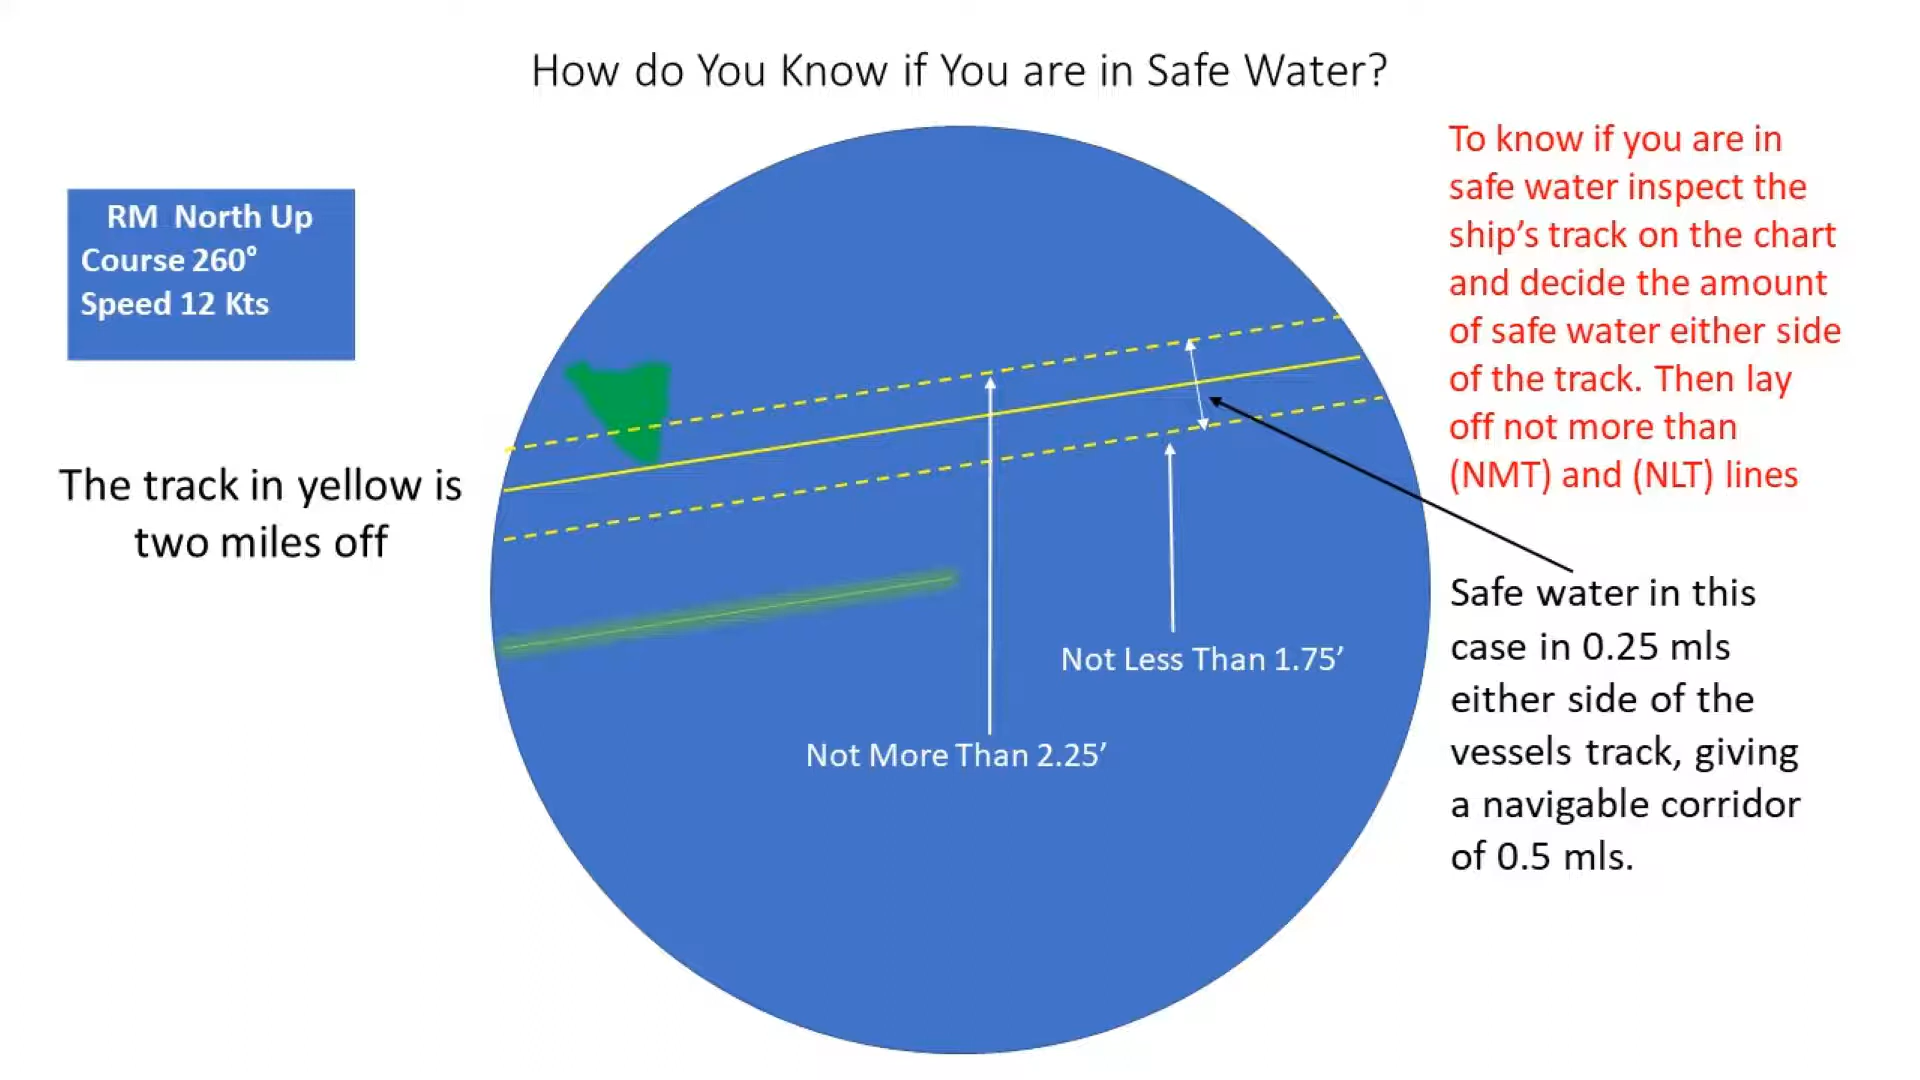 How do You Know if You are in Safe Water?
RM North Up
Course 260°
Speed 12 Kts
The track in yellow is
two miles off
Not Less Than 1.75’
Not More Than 2.25’
To know if you are in
safe water inspect the
ship’s track on the chart
and decide the amount
of safe water either side
of the track. Then lay
off not more than
(NMT) and (NLT) lines
Safe water in this
case in 0.25 mls
either side of the
vessels track, giving
a navigable corridor
of 0.5 mls.